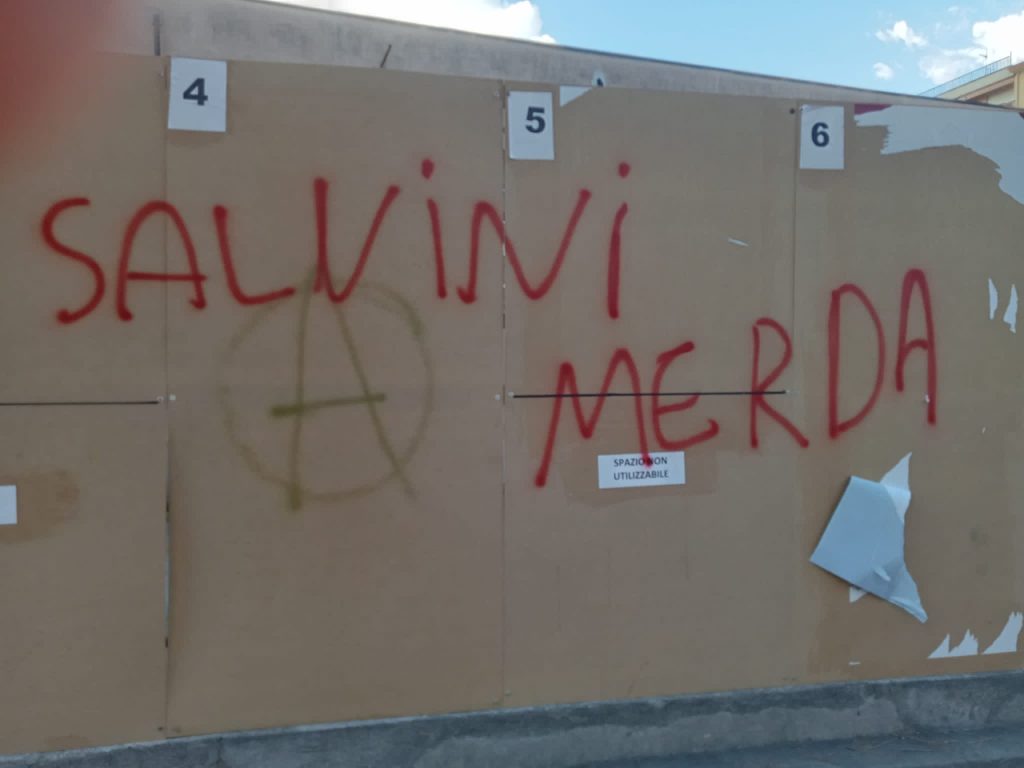 4
5
6
SALViNi
A
MERDA
SPAZIO NON
UTILIZZABILE